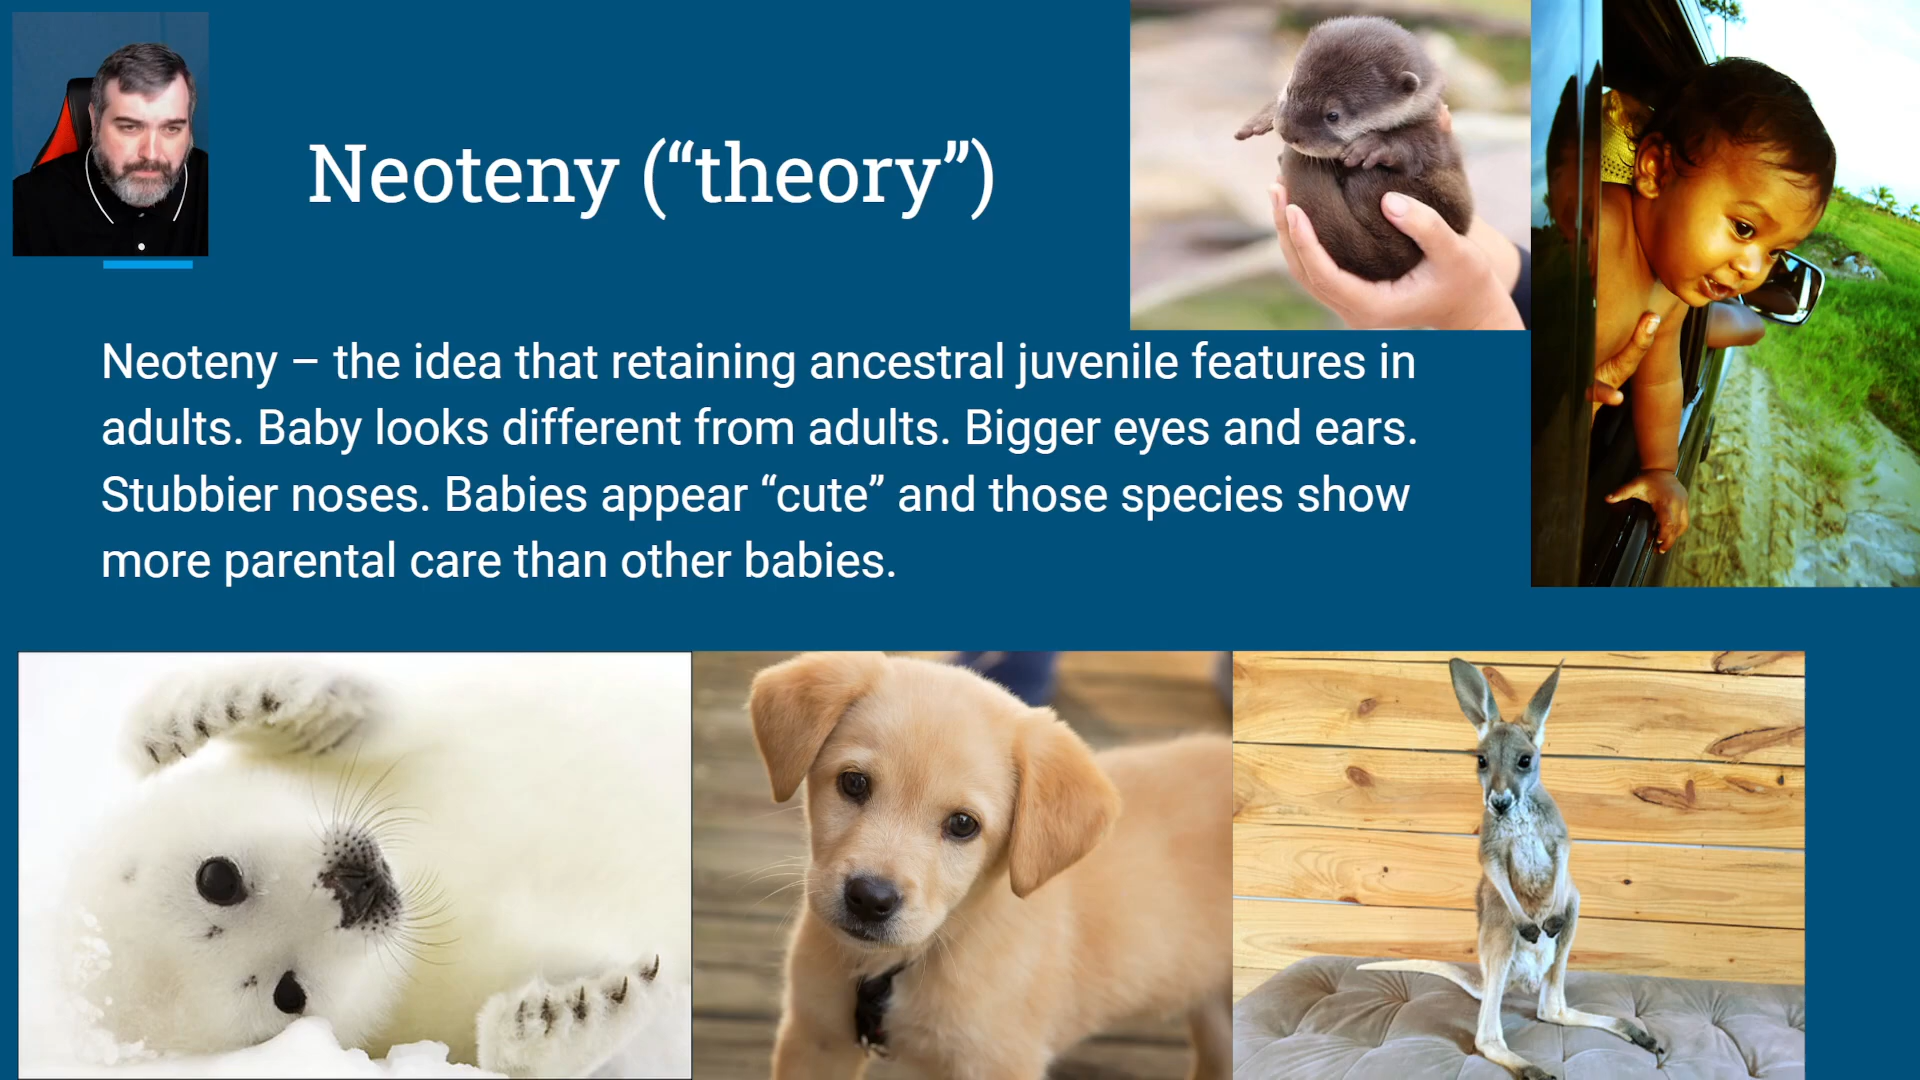 Neoteny (“theory”)
Neoteny – the idea that retaining ancestral juvenile features in
adults. Baby looks different from adults. Bigger eyes and ears.
Stubbier noses. Babies appear “cute” and those species show
more parental care than other babies.